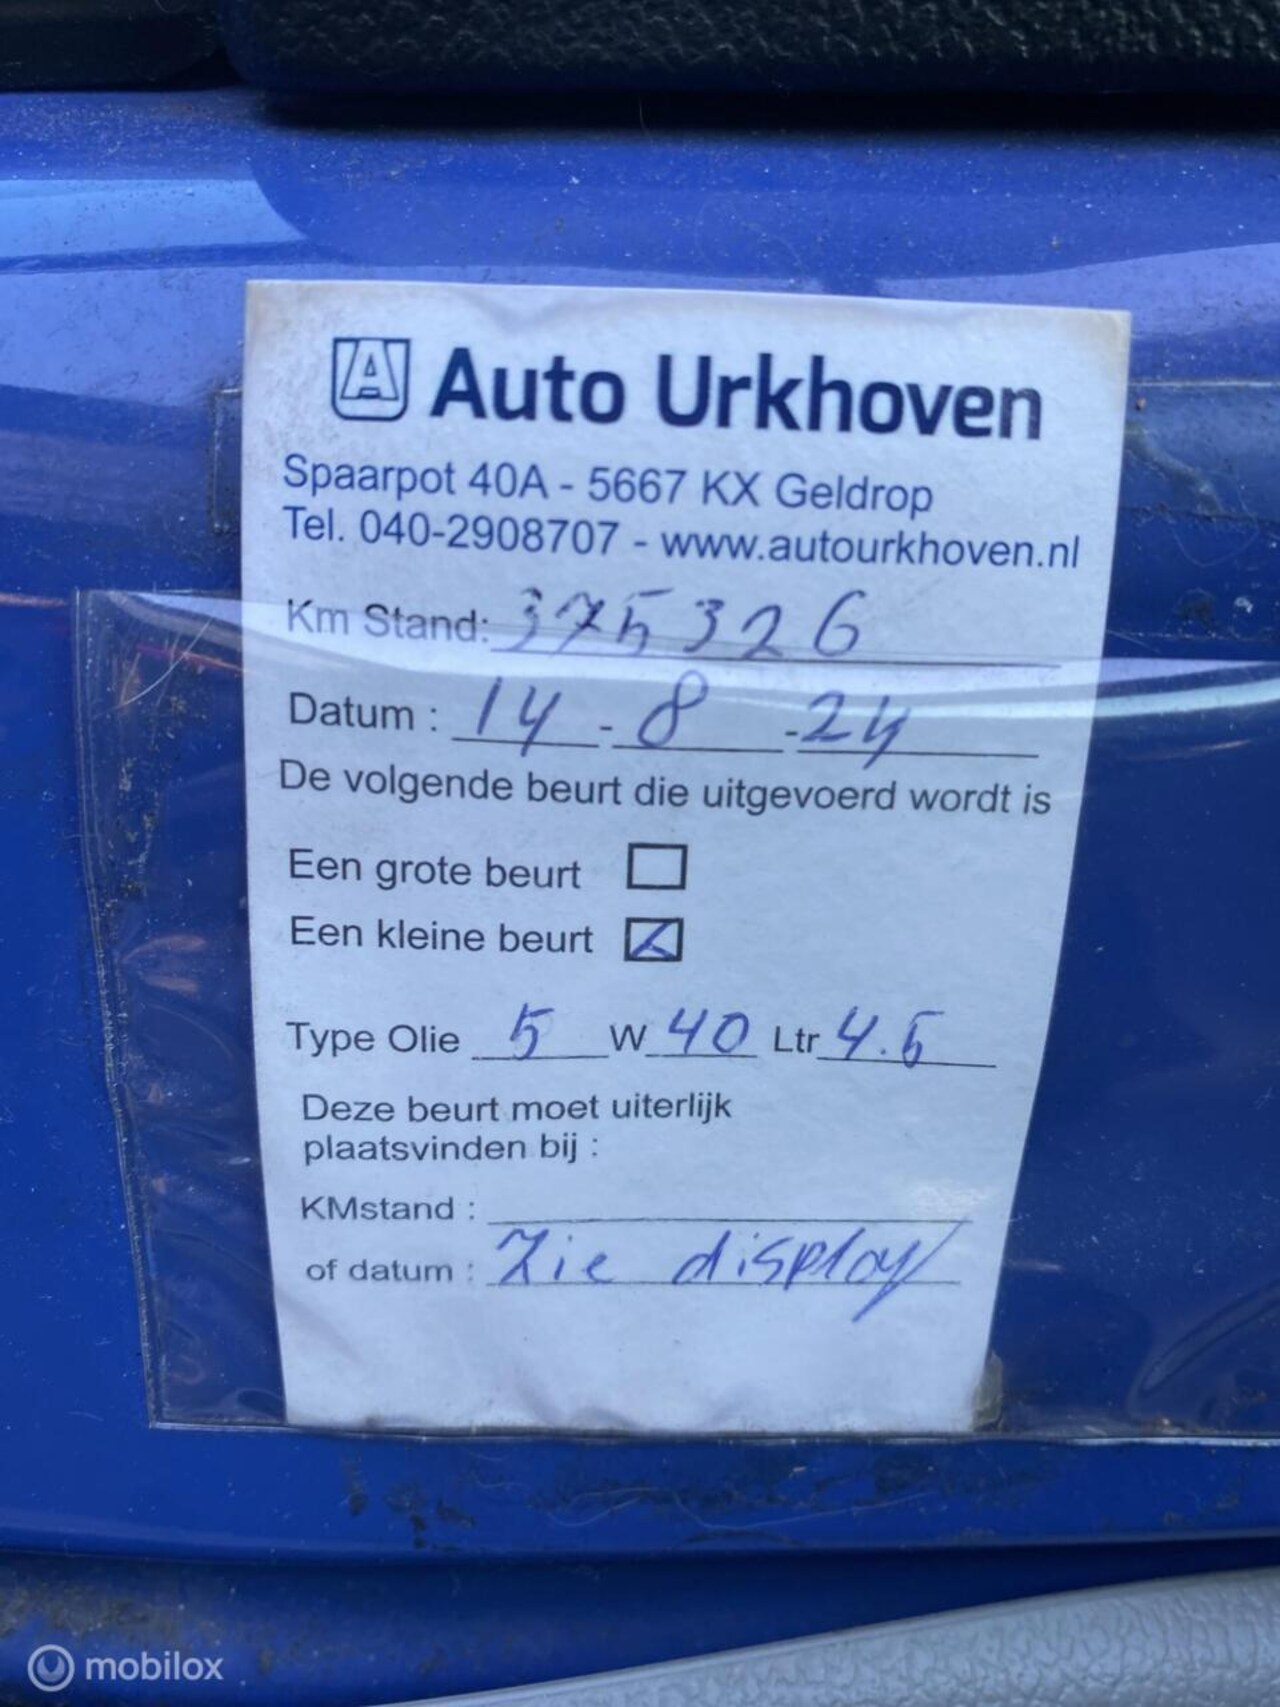 A Auto Urkhoven
Spaarpot 40A - 5667 KX Geldrop
Tel. 040-2908707 - www.autourkhoven.nl
Km Stand: 375326
Datum : 14 - 8 - 24
De volgende beurt die uitgevoerd wordt is
Een grote beurt
Een kleine beurt
Type Olie 5 W 40 Ltr 4.5
Deze beurt moet uiterlijk
plaatsvinden bij :
KMstand :
of datum : Zie display
mobilox